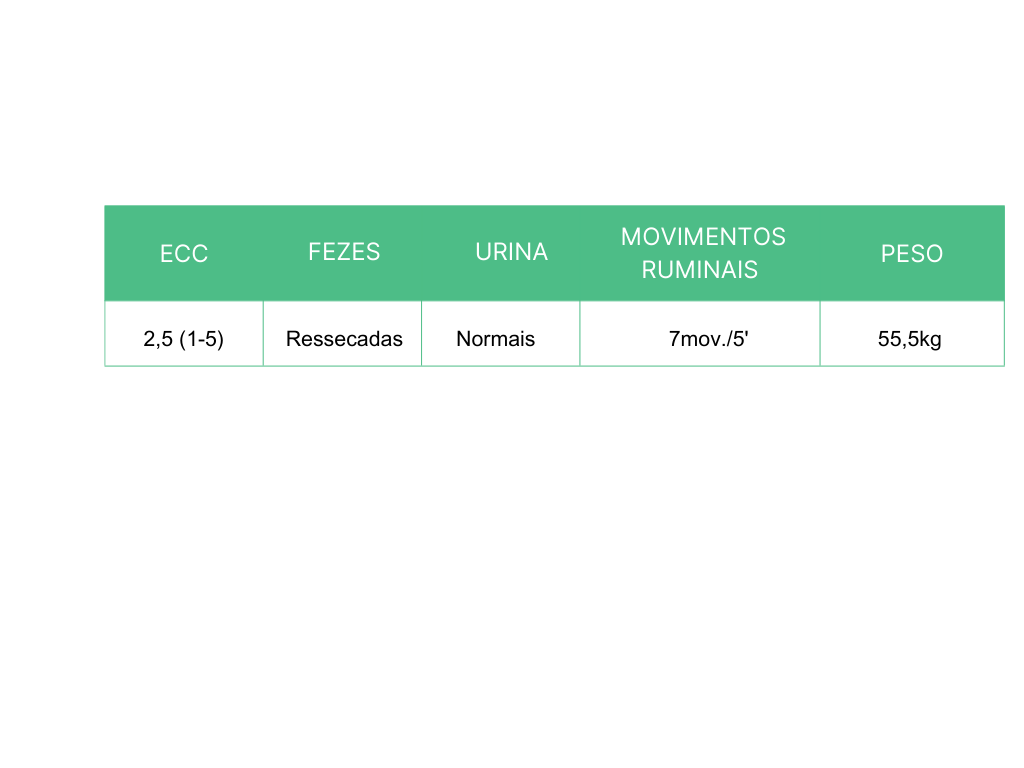 ECC FEZES URINA MOVIMENTOS
RUMINAIS PESO
2,5 (1-5) Ressecadas Normais 7mov./5' 55,5kg